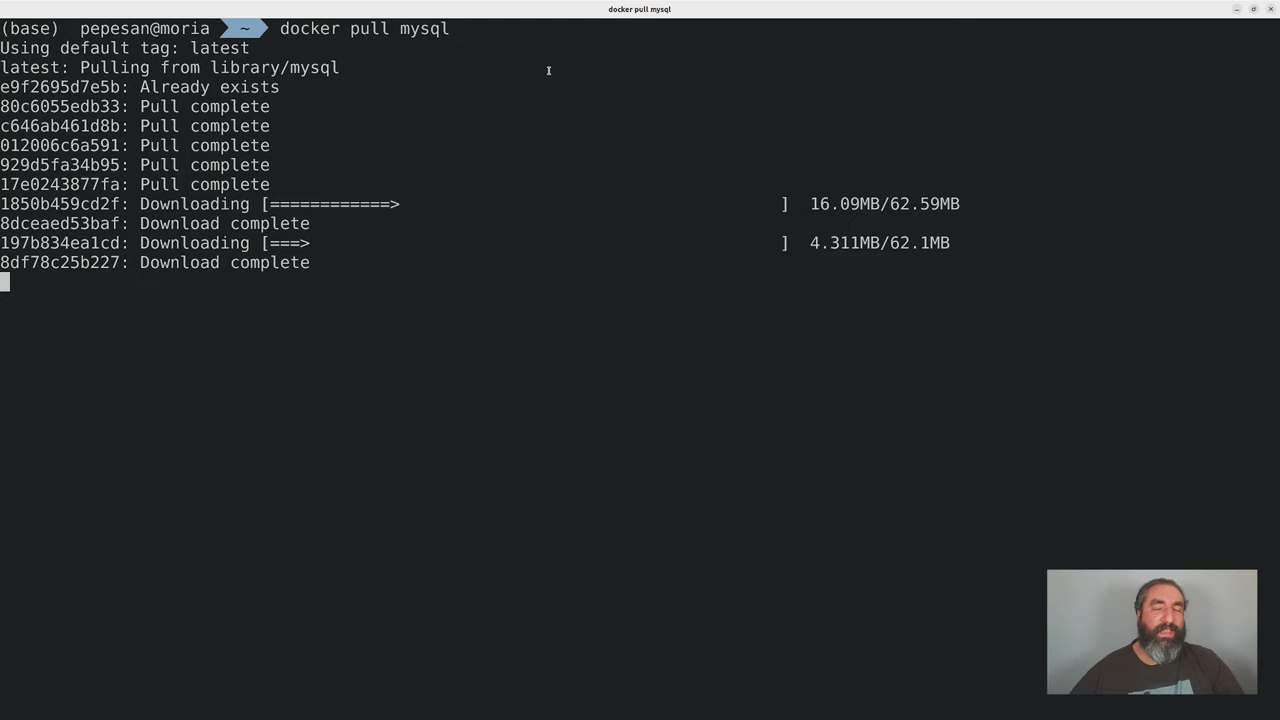 docker pull mysql
(base) pepesan@moria ~ docker pull mysql
Using default tag: latest
latest: Pulling from library/mysql
e9f2695d7e5b: Already exists
80c6055edb33: Pull complete
c646ab461d8b: Pull complete
012006c6a591: Pull complete
929d5fa34b95: Pull complete
17e0243877fa: Pull complete
1850b459cd2f: Downloading [============> ] 16.09MB/62.59MB
8dceaed53baf: Download complete
197b834ea1cd: Downloading [===> ] 4.311MB/62.1MB
8df78c25b227: Download complete